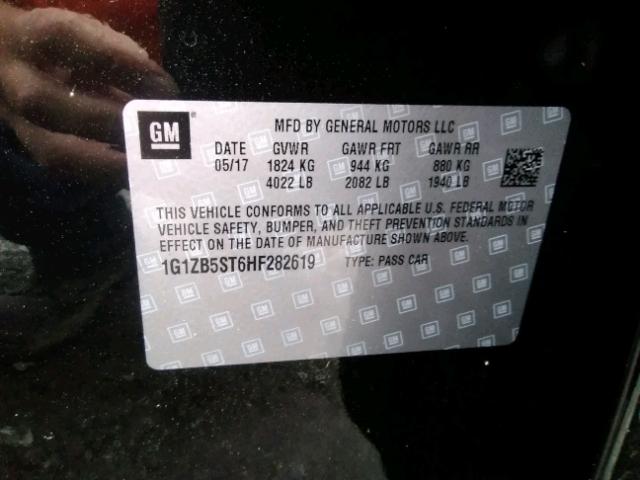 GM
MFD BY GENERAL MOTORS LLC
DATE GVWR GAWR FRT GAWR RR
05/17 1824 KG 944 KG 880 KG
4022 LB 2082 LB 1940 LB
THIS VEHICLE CONFORMS TO ALL APPLICABLE U.S. FEDERAL MOTOR
VEHICLE SAFETY, BUMPER, AND THEFT PREVENTION STANDARDS IN
EFFECT ON THE DATE OF MANUFACTURE SHOWN ABOVE.
1G1ZB5ST6HF282619 TYPE: PASS CAR